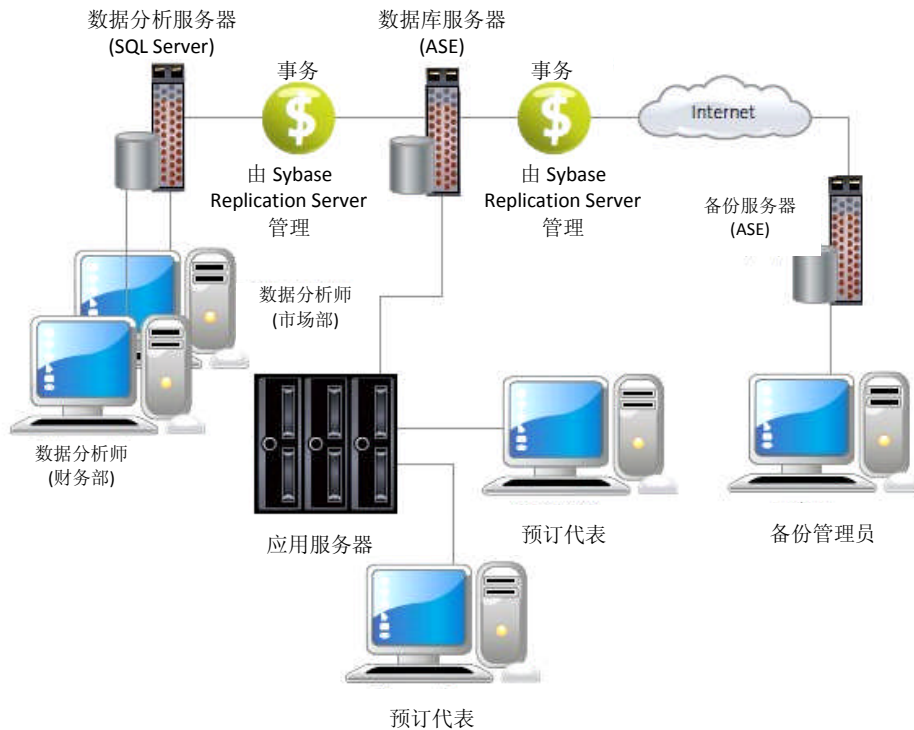 数据分析服务器
(SQL Server)
数据库服务器
(ASE)
事务
事务
Internet
由 Sybase
Replication Server
管理
由 Sybase
Replication Server
管理
备份服务器
(ASE)
数据分析师
(市场部)
数据分析师
(财务部)
应用服务器
预订代表
备份管理员
预订代表